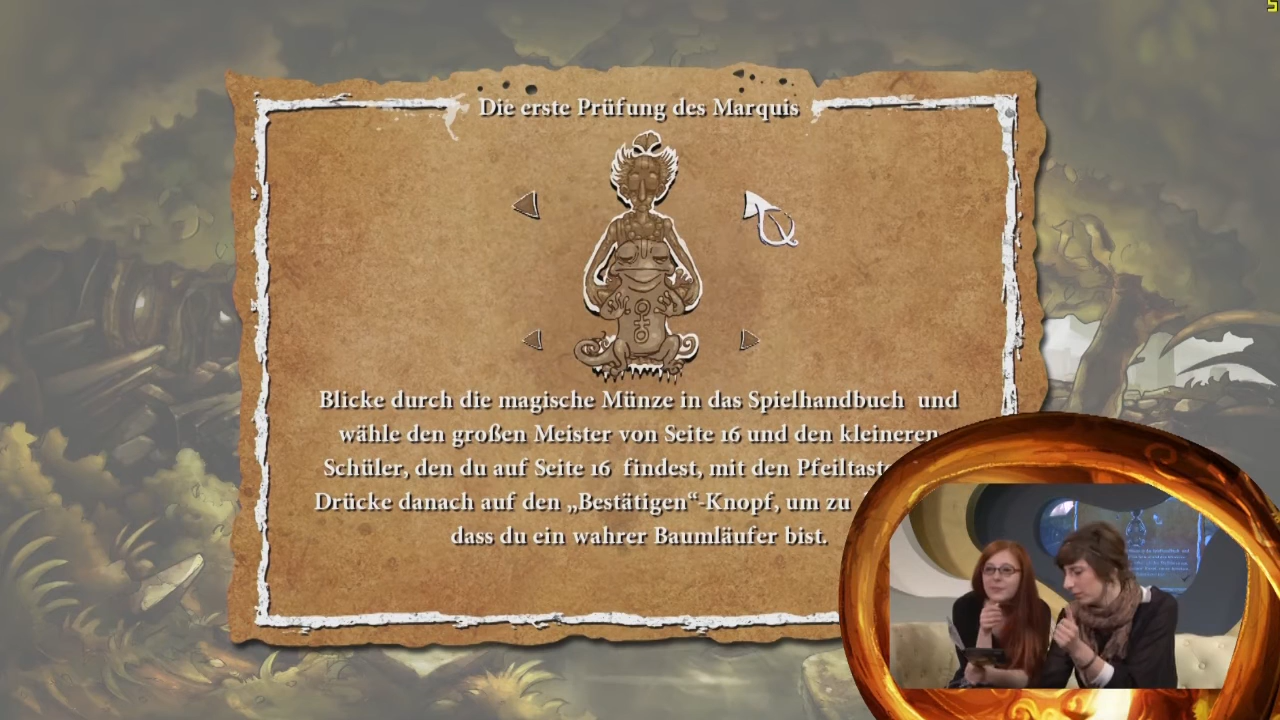 Die erste Prüfung des Marquis
Blicke durch die magische Münze in das Spielhandbuch und
wähle den großen Meister von Seite 16 und den kleineren
Schüler, den du auf Seite 16 findest, mit den Pfeiltaste
Drücke danach auf den „Bestätigen“-Knopf, um zu
dass du ein wahrer Baumläufer bist.
5